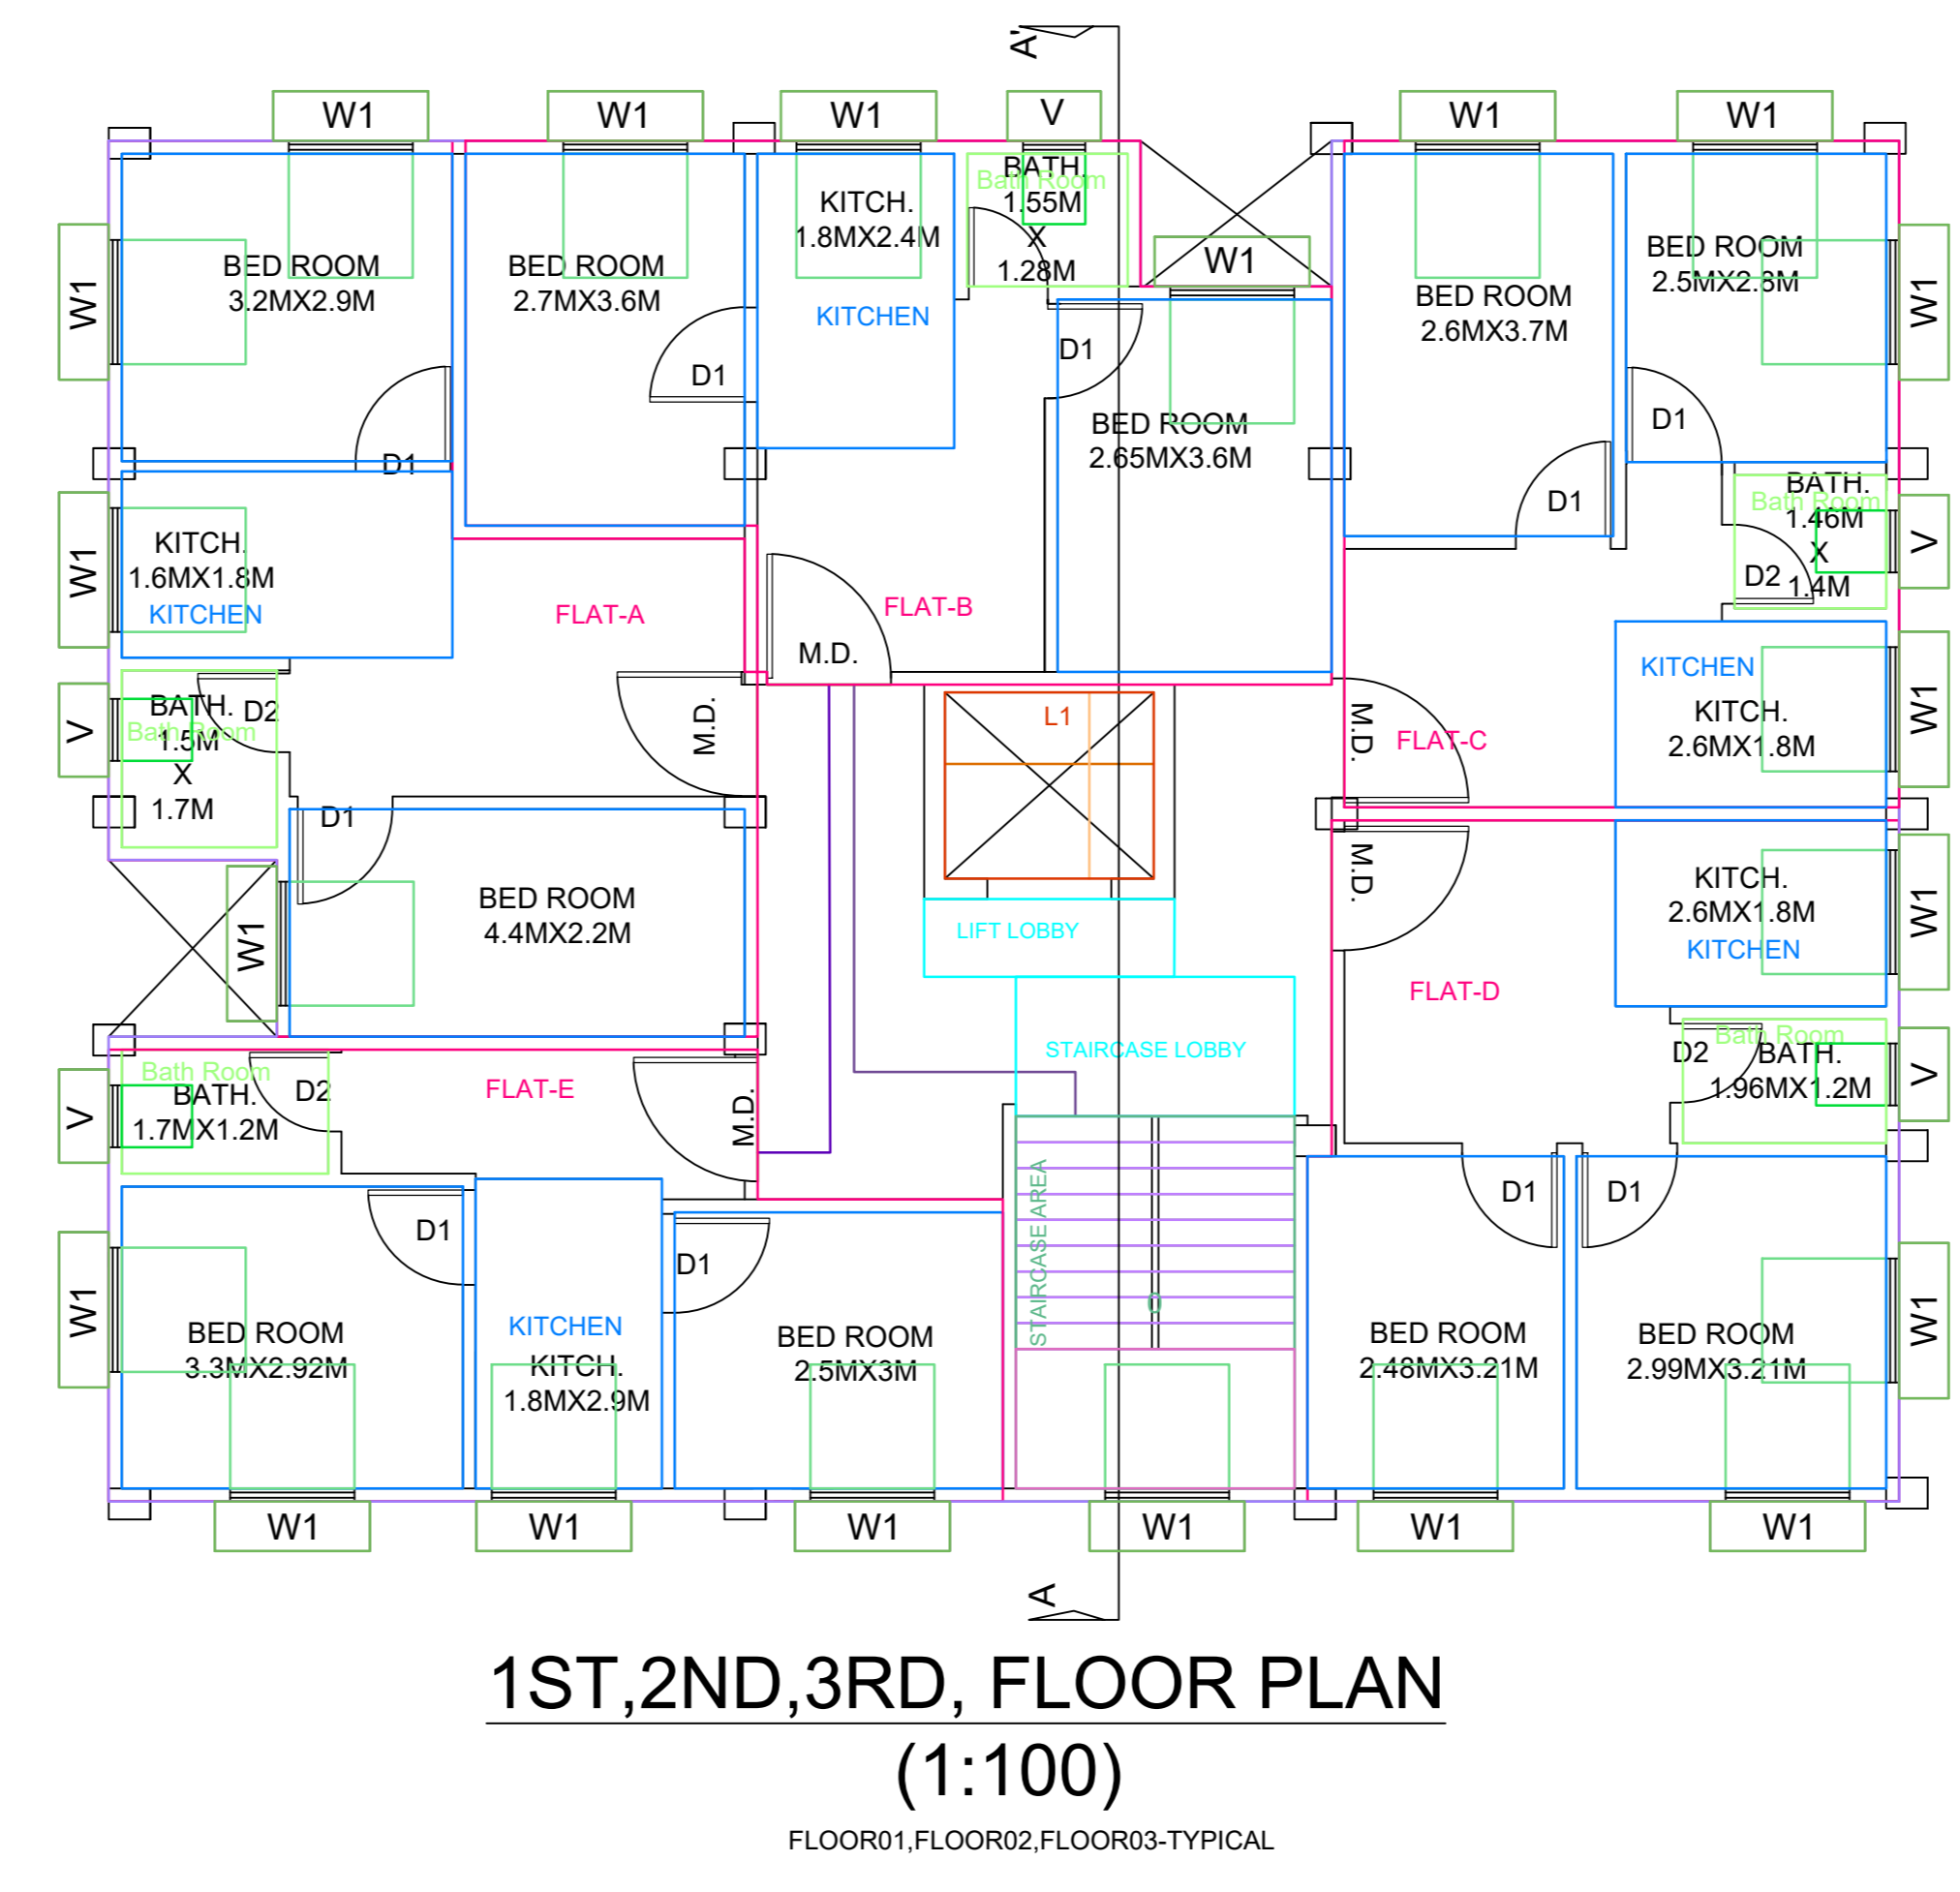 A'
W1
W1
W1
V
W1
W1
BED ROOM
3.2MX2.9M
BED ROOM
2.7MX3.6M
KITCH.
1.8MX2.4M
KITCHEN
BATH.
Bath Room
1.55M
X
1.28M
W1
BED ROOM
2.6MX3.7M
BED ROOM
2.5MX2.8M
W1
W1
D1
D1
D1
BED ROOM
2.65MX3.6M
D1
D1
D1
W1
KITCH.
1.6MX1.8M
KITCHEN
FLAT-A
FLAT-B
M.D.
BATH.
Bath Room
1.46M
X
1.4M
D2
V
V
BATH.
Bath Room
1.5M
X
1.7M
D2
M.D.
L1
M.D.
FLAT-C
KITCHEN
KITCH.
2.6MX1.8M
W1
D1
W1
BED ROOM
4.4MX2.2M
LIFT LOBBY
M.D.
KITCH.
2.6MX1.8M
KITCHEN
W1
FLAT-D
STAIRCASE LOBBY
V
Bath Room
BATH.
1.7MX1.2M
D2
FLAT-E
M.D.
D2
Bath Room
BATH.
1.96MX1.2M
V
STAIRCASE AREA
D1
D1
D1
D1
W1
BED ROOM
3.3MX2.92M
KITCHEN
KITCH.
1.8MX2.9M
BED ROOM
2.5MX3M
BED ROOM
2.48MX3.21M
BED ROOM
2.99MX3.21M
W1
W1
W1
W1
W1
W1
W1
A
1ST,2ND,3RD, FLOOR PLAN
(1:100)
FLOOR01,FLOOR02,FLOOR03-TYPICAL